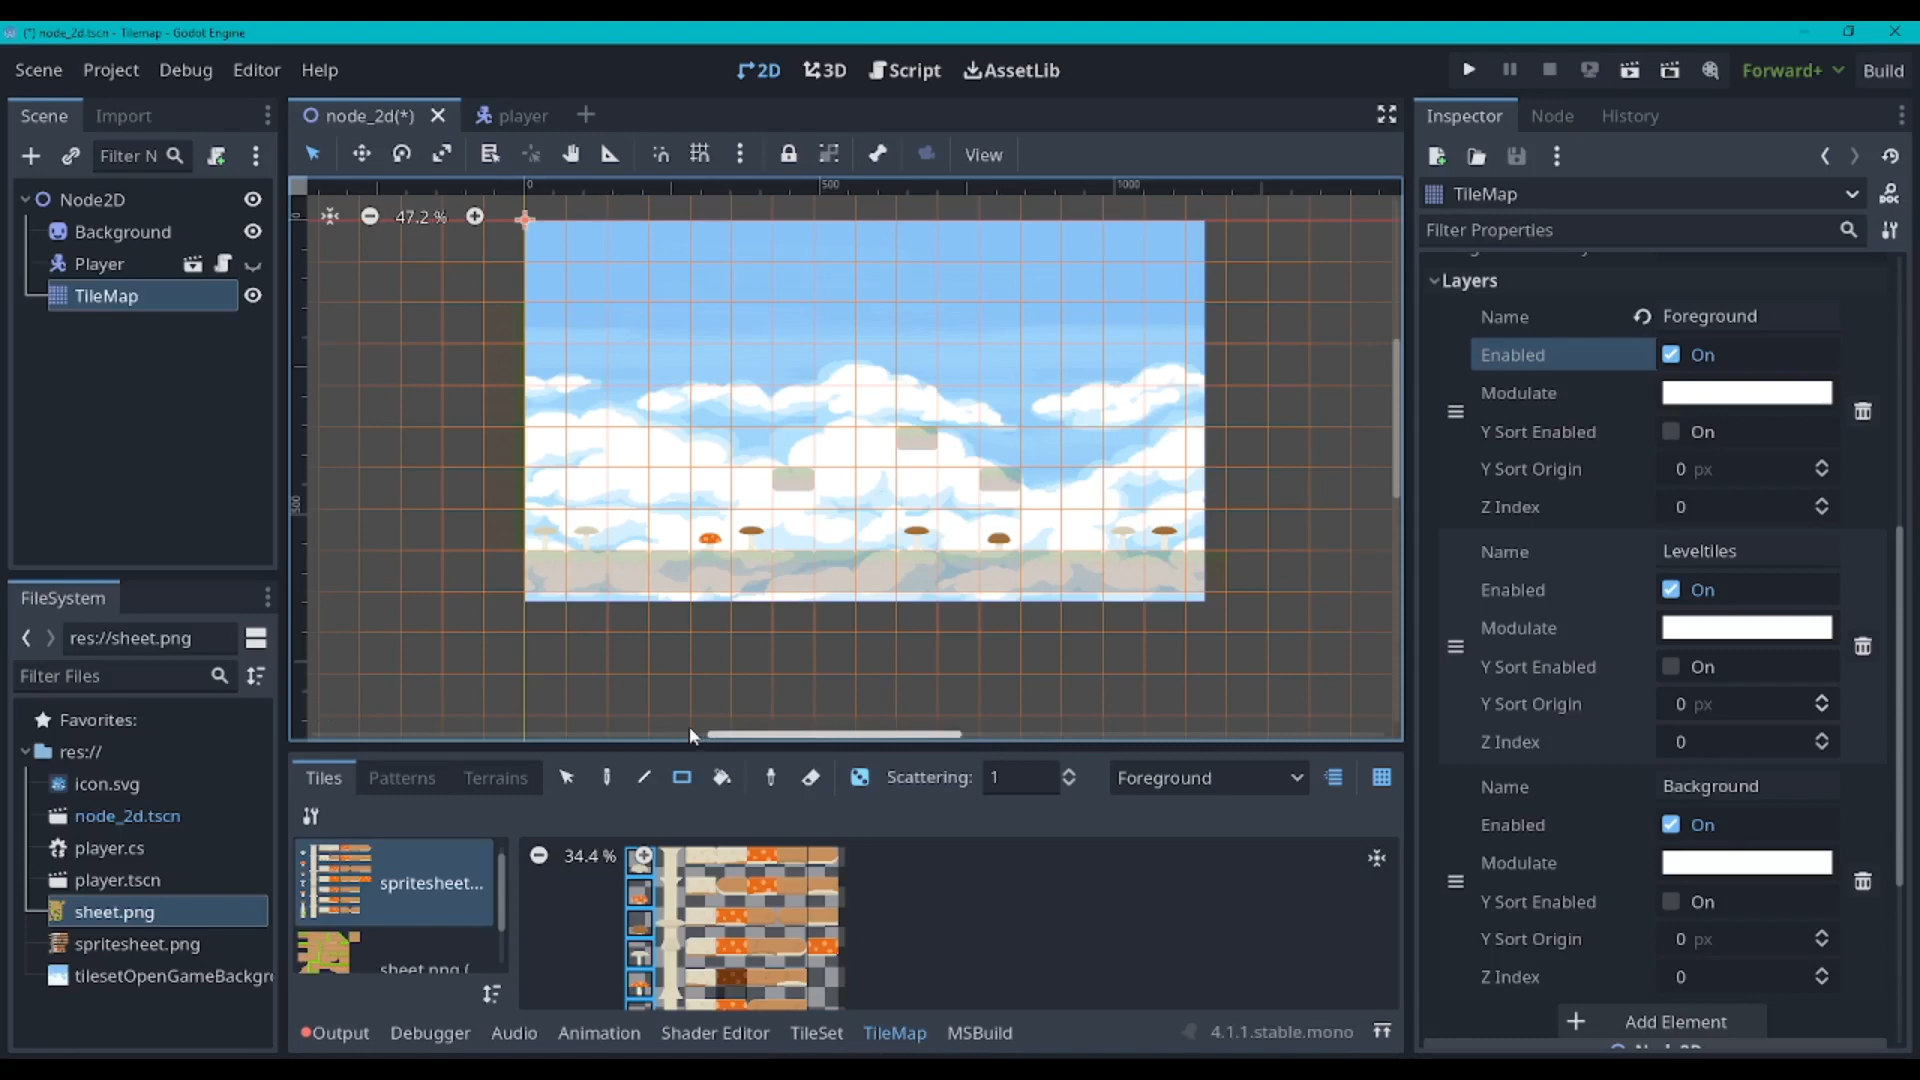 (*) node_2d.tscn - Tilemap - Godot Engine
Scene Project Debug Editor Help
2D 3D Script AssetLib
Forward+ Build
Scene Import
node_2d(*) player
Inspector Node History
Filter N
View
TileMap
Filter Properties
Node2D
Background
Player
TileMap
0 500 1000
0
47.2 %
500
Layers
Name Foreground
Enabled On
Modulate
Y Sort Enabled On
Y Sort Origin 0 px
Z Index 0
Name Leveltiles
Enabled On
Modulate
Y Sort Enabled On
Y Sort Origin 0 px
Z Index 0
Name Background
Enabled On
Modulate
Y Sort Enabled On
Y Sort Origin 0 px
Z Index 0
Add Element
FileSystem
res://sheet.png
Filter Files
Favorites:
res://
icon.svg
node_2d.tscn
player.cs
player.tscn
sheet.png
spritesheet.png
tilesetOpenGameBackgr
Tiles Patterns Terrains
Scattering: 1
Foreground
spritesheet...
sheet.png (
34.4 %
Output Debugger Audio Animation Shader Editor TileSet TileMap MSBuild
4.1.1.stable.mono